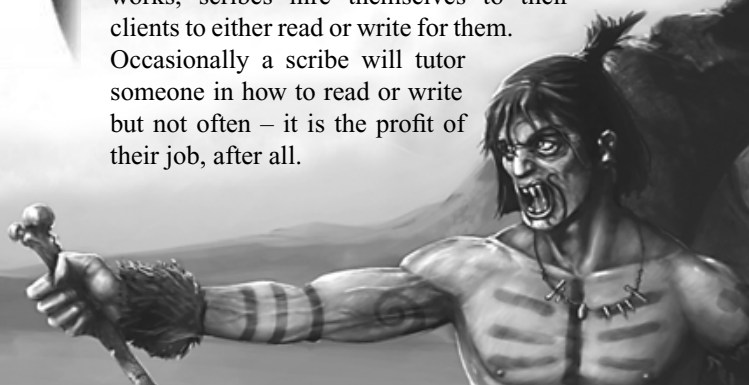 works, scribes hire themselves to their
clients to either read or write for them.
Occasionally a scribe will tutor
someone in how to read or write
but not often – it is the profit of
their job, after all.